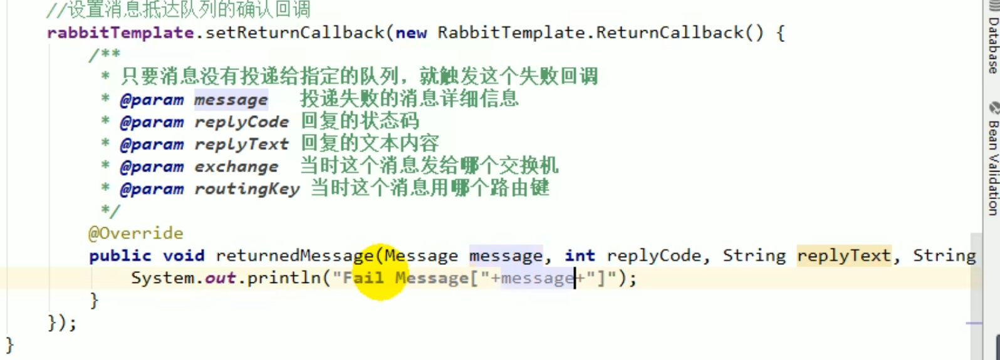 //设置消息抵达队列的确认回调
rabbitTemplate.setReturnCallback(new RabbitTemplate.ReturnCallback() {
/**
* 只要消息没有投递给指定的队列，就触发这个失败回调
* @param message   投递失败的消息详细信息
* @param replyCode 回复的状态码
* @param replyText 回复的文本内容
* @param exchange  当时这个消息发给哪个交换机
* @param routingKey 当时这个消息用哪个路由键
*/
@Override
public void returnedMessage(Message message, int replyCode, String replyText, String
System.out.println("Fail Message["+message+"]");
}
});
}
Database
Bean Validation